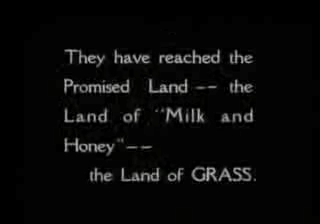 They have reached the
Promised Land -- the
Land of "Milk and
Honey"--
the Land of GRASS.